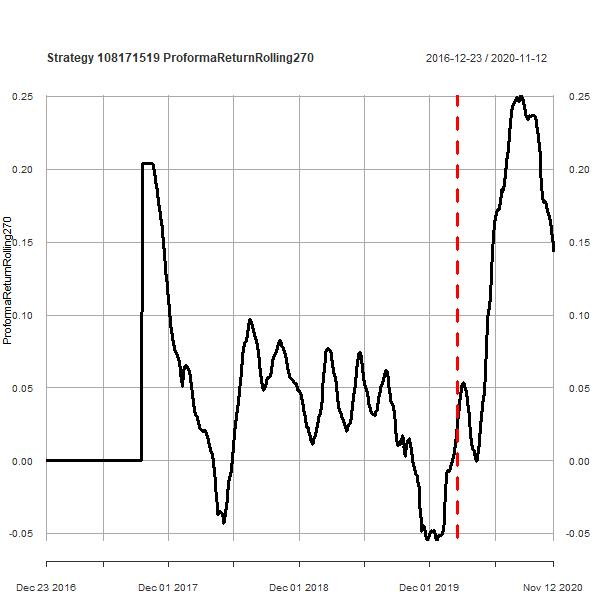 Strategy 108171519 ProformaReturnRolling270
2016-12-23 / 2020-11-12
ProformaReturnRolling270
0.25
0.20
0.15
0.10
0.05
0.00
-0.05
0.25
0.20
0.15
0.10
0.05
0.00
-0.05
Dec 23 2016
Dec 01 2017
Dec 01 2018
Dec 01 2019
Nov 12 2020